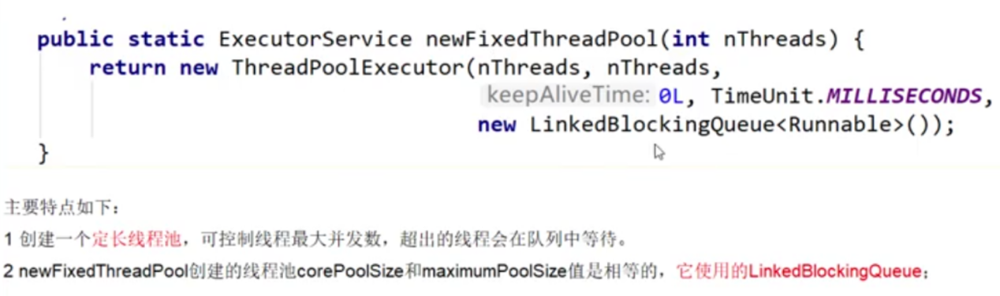 public static ExecutorService newFixedThreadPool(int nThreads) {
return new ThreadPoolExecutor(nThreads, nThreads,
keepAliveTime: 0L, TimeUnit.MILLISECONDS,
new LinkedBlockingQueue<Runnable>());
}
主要特点如下：
1 创建一个定长线程池，可控制线程最大并发数，超出的线程会在队列中等待。
2 newFixedThreadPool创建的线程池corePoolSize和maximumPoolSize值是相等的，它使用的LinkedBlockingQueue；